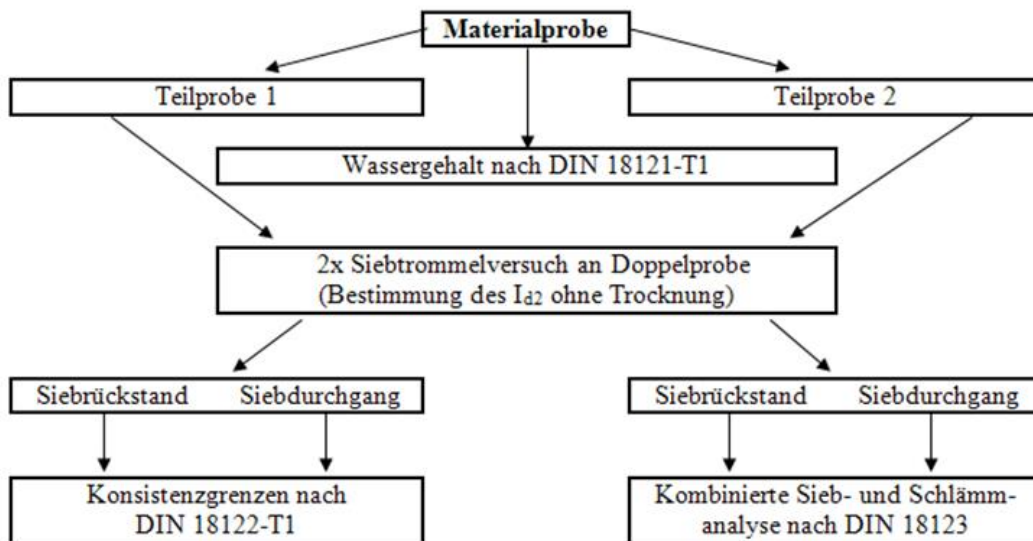 Materialprobe
Teilprobe 1
Teilprobe 2
Wassergehalt nach DIN 18121-T1
2x Siebtrommelversuch an Doppelprobe
(Bestimmung des Id2 ohne Trocknung)
Siebrückstand Siebdurchgang
Siebrückstand Siebdurchgang
Konsistenzgrenzen nach
DIN 18122-T1
Kombinierte Sieb- und Schlämm-
analyse nach DIN 18123